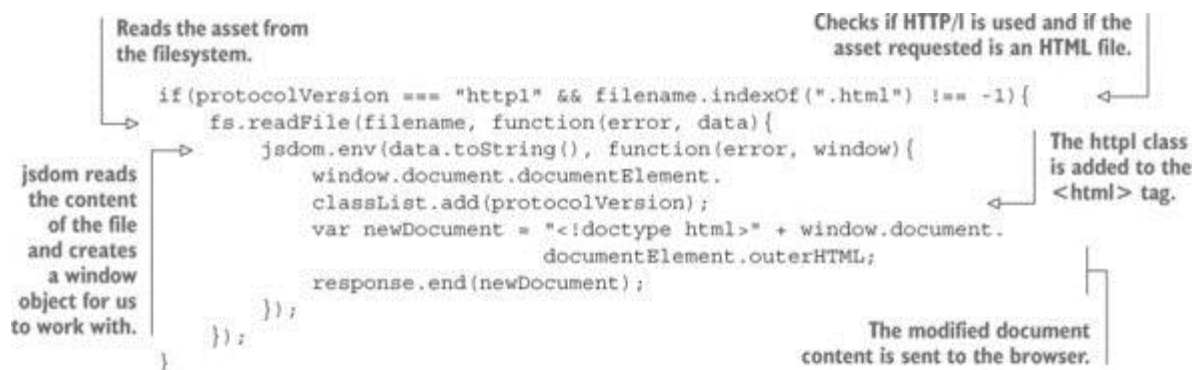 Reads the asset from
the filesystem.
Checks if HTTP/1 is used and if the
asset requested is an HTML file.
if(protocolVersion === "http1" && filename.indexOf(".html") !== -1){
fs.readFile(filename, function(error, data){
jsdom.env(data.toString(), function(error, window){
window.document.documentElement.
classList.add(protocolVersion);
var newDocument = "<!doctype html>" + window.document.
documentElement.outerHTML;
response.end(newDocument);
});
});
}
jsdom reads
the content
of the file
and creates
a window
object for us
to work with.
The http1 class
is added to the
<html> tag.
The modified document
content is sent to the browser.